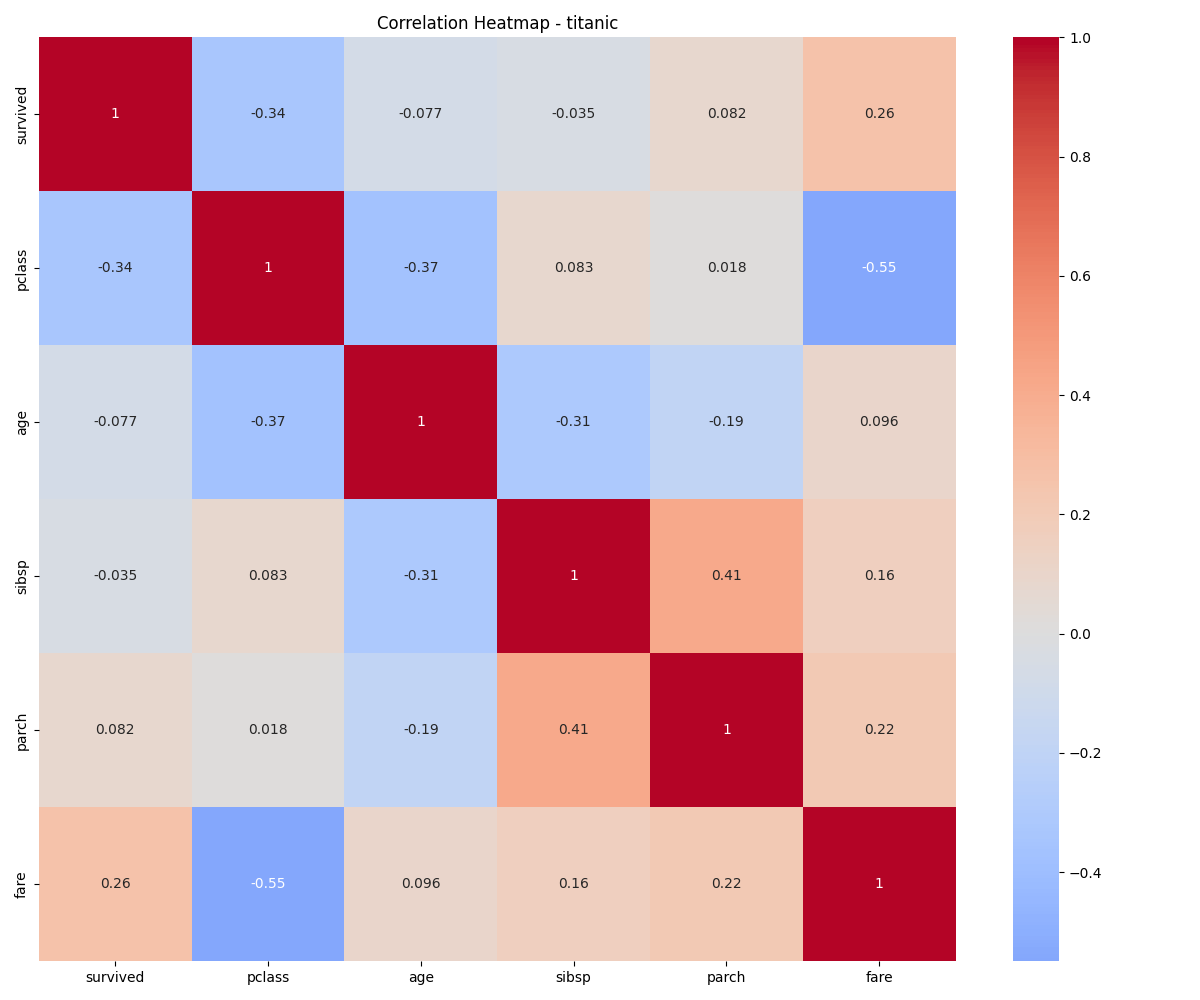 Correlation Heatmap - titanic
survived 1 -0.34 -0.077 -0.035 0.082 0.26
pclass -0.34 1 -0.37 0.083 0.018 -0.55
age -0.077 -0.37 1 -0.31 -0.19 0.096
sibsp -0.035 0.083 -0.31 1 0.41 0.16
parch 0.082 0.018 -0.19 0.41 1 0.22
fare 0.26 -0.55 0.096 0.16 0.22 1
survived pclass age sibsp parch fare
1.0
0.8
0.6
0.4
0.2
0.0
−0.2
−0.4